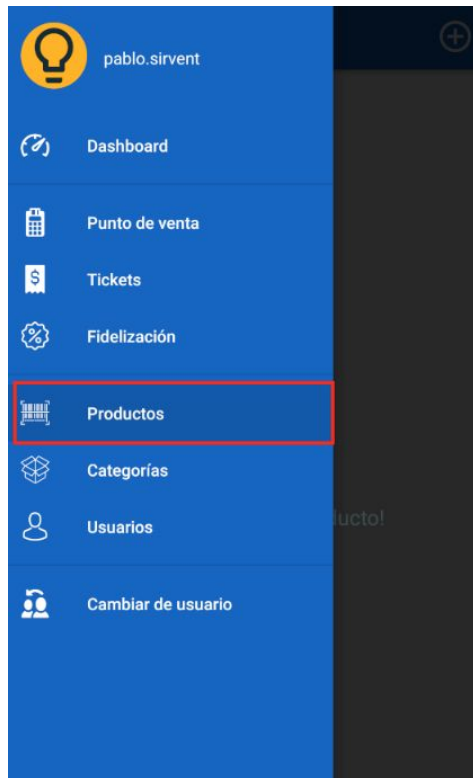 pablo.sirvent
Dashboard
Punto de venta
Tickets
Fidelización
Productos
Categorías
Usuarios
ducto!
Cambiar de usuario